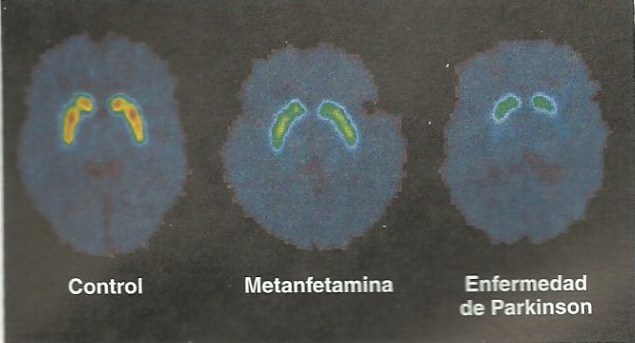 Control
Metanfetamina
Enfermedad
de Parkinson